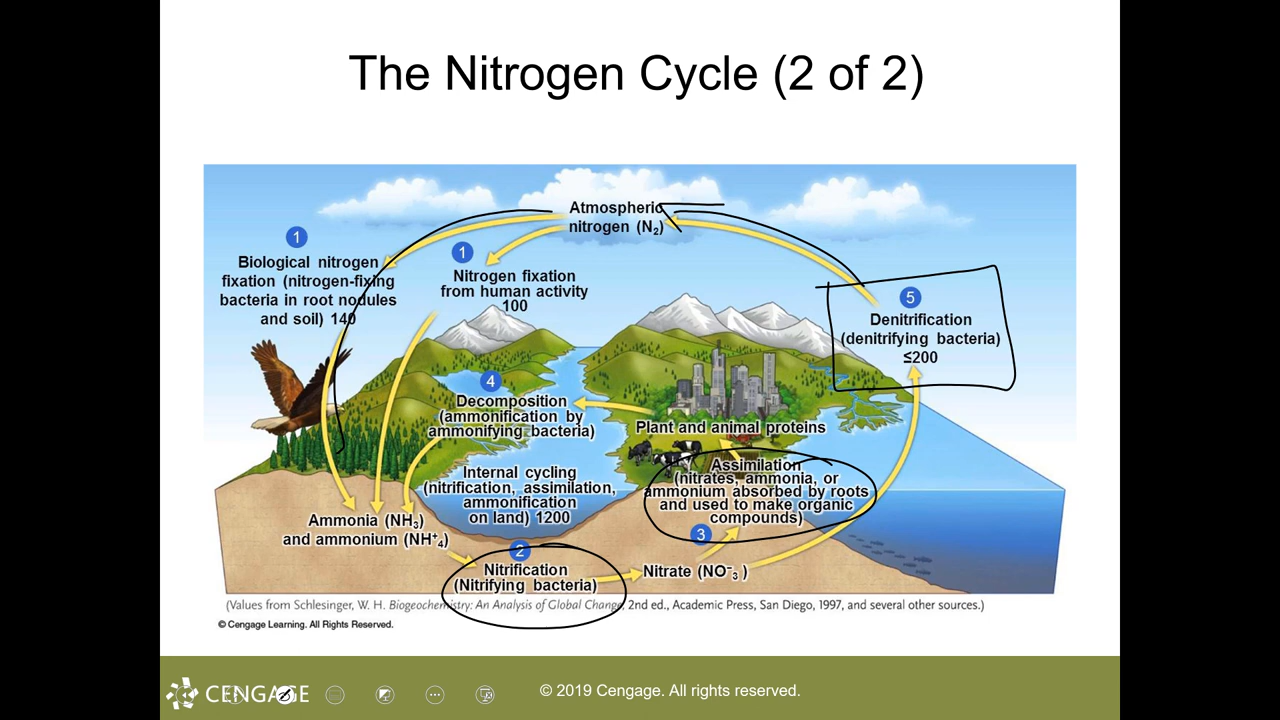 The Nitrogen Cycle (2 of 2)
Atmospheric
nitrogen (N₂)
1
Biological nitrogen
fixation (nitrogen-fixing
bacteria in root nodules
and soil) 140
1
Nitrogen fixation
from human activity
100
5
Denitrification
(denitrifying bacteria)
≤200
4
Decomposition
(ammonification by
ammonifying bacteria)
Plant and animal proteins
Internal cycling
(nitrification, assimilation,
ammonification
on land) 1200
Assimilation
(nitrates, ammonia, or
ammonium absorbed by roots
and used to make organic
compounds)
3
Ammonia (NH₃)
and ammonium (NH⁺₄)
2
Nitrification
(Nitrifying bacteria)
Nitrate (NO⁻₃)
(Values from Schlesinger, W. H. Biogeochemistry: An Analysis of Global Change, 2nd ed., Academic Press, San Diego, 1997, and several other sources.)
© Cengage Learning. All Rights Reserved.
CENGAGE
© 2019 Cengage. All rights reserved.